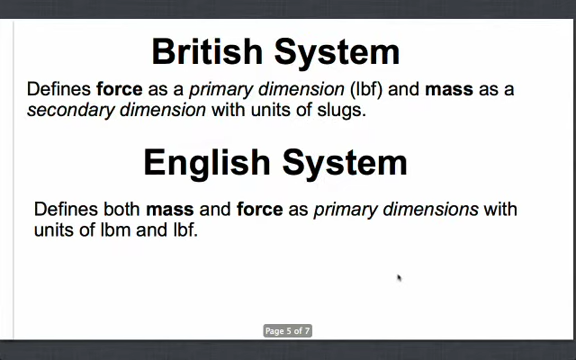 British System
Defines force as a primary dimension (lbf) and mass as a
secondary dimension with units of slugs.
English System
Defines both mass and force as primary dimensions with
units of lbm and lbf.
Page 5 of 7